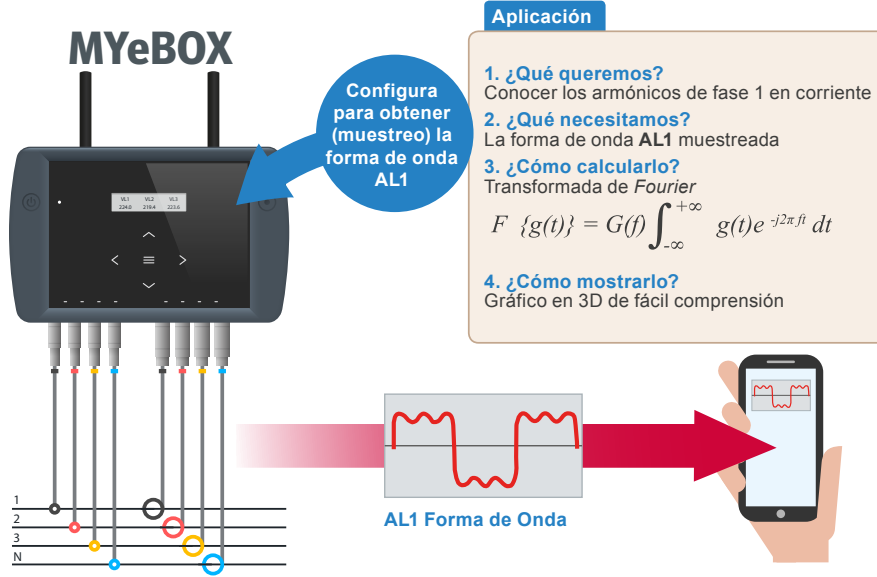 MYeBOX
VL1 VL2 VL3
224.0 219.4 223.6
Configura
para obtener
(muestreo) la
forma de onda
AL1
Aplicación
1. ¿Qué queremos?
Conocer los armónicos de fase 1 en corriente
2. ¿Qué necesitamos?
La forma de onda AL1 muestreada
3. ¿Cómo calcularlo?
Transformada de Fourier
F {g(t)} = G(f)∫_{-∞}^{+∞} g(t)e^{-j2π ft} dt
4. ¿Cómo mostrarlo?
Gráfico en 3D de fácil comprensión
1
2
3
N
AL1 Forma de Onda